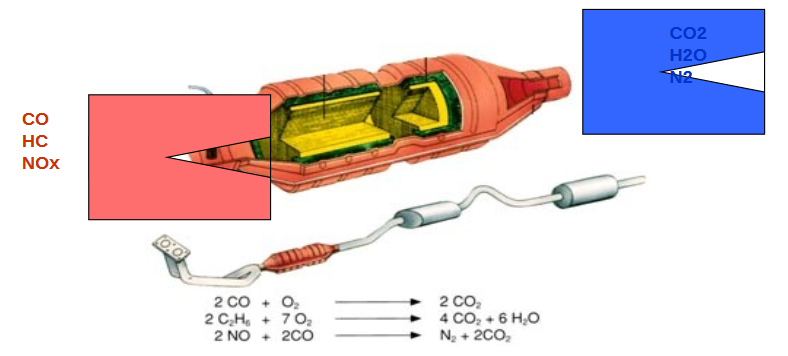 CO
HC
NOx
CO2
H2O
N2
2 CO + O₂ ⟶ 2 CO₂
2 C₂H₆ + 7 O₂ ⟶ 4 CO₂ + 6 H₂O
2 NO + 2CO ⟶ N₂ + 2CO₂